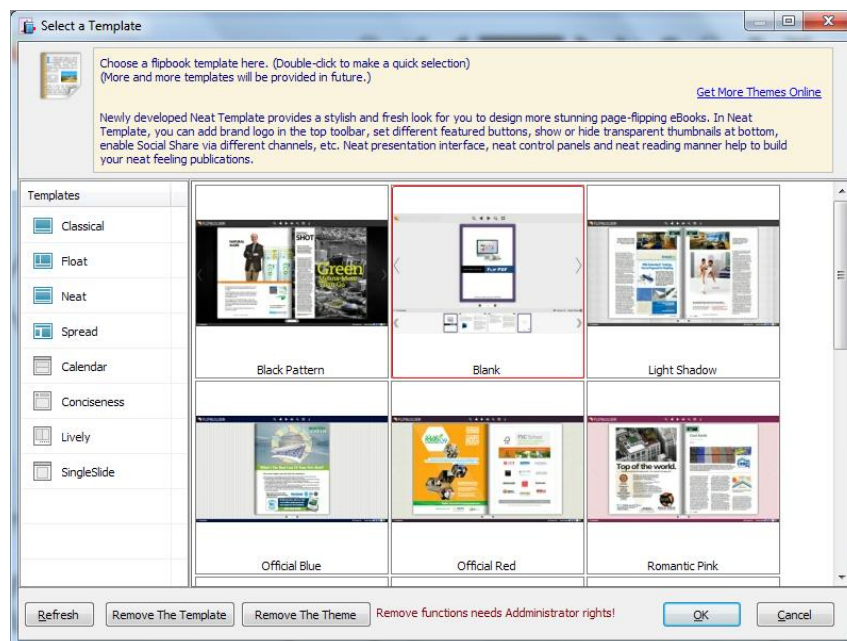 Select a Template
Choose a flipbook template here. (Double-click to make a quick selection)
(More and more templates will be provided in future.)
Get More Themes Online
Newly developed Neat Template provides a stylish and fresh look for you to design more stunning page-flipping eBooks. In Neat
Template, you can add brand logo in the top toolbar, set different featured buttons, show or hide transparent thumbnails at bottom,
enable Social Share via different channels, etc. Neat presentation interface, neat control panels and neat reading manner help to build
your neat feeling publications.
Templates
Classical
Float
Neat
Spread
Calendar
Conciseness
Lively
SingleSlide
SHOT
Green
FLIP PDF
Black Pattern
Blank
Light Shadow
Top of the world.
Official Blue
Official Red
Romantic Pink
Refresh
Remove The Template
Remove The Theme
Remove functions needs Addministrator rights!
OK
Cancel